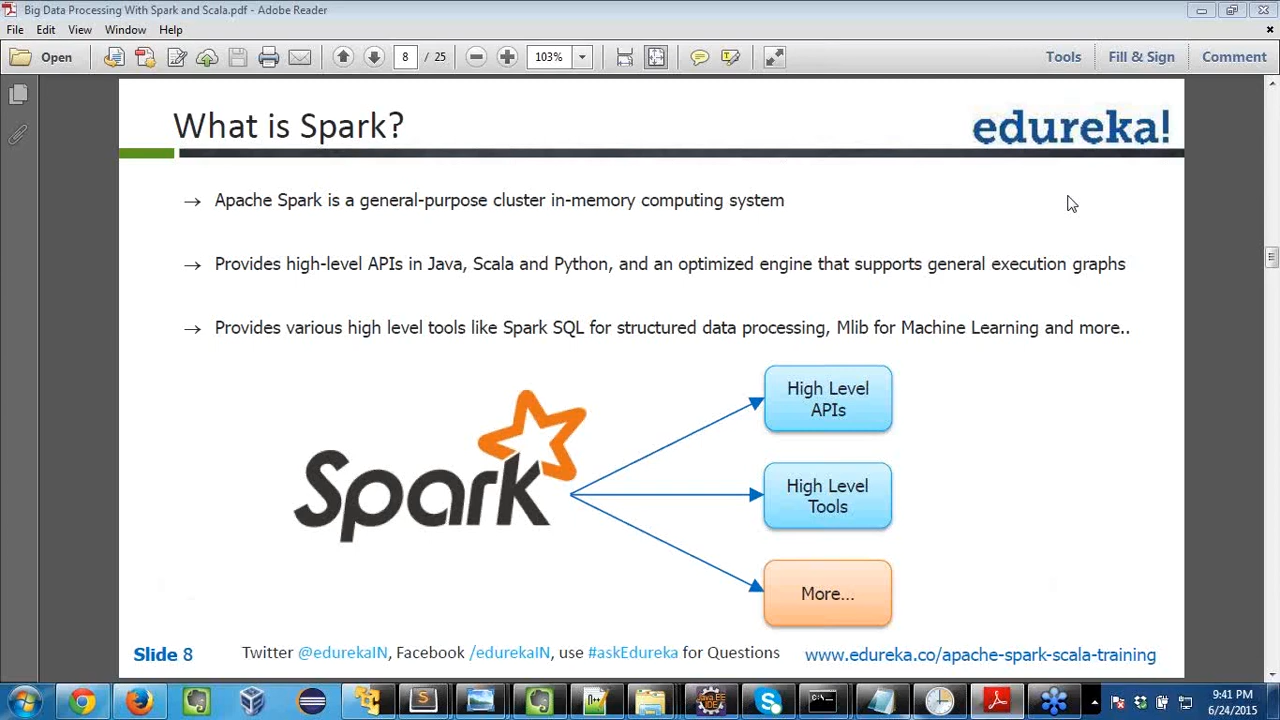 Big Data Processing With Spark and Scala.pdf - Adobe Reader
File Edit View Window Help
Open 8 / 25 103% Tools Fill & Sign Comment
What is Spark?
edureka!
→ Apache Spark is a general-purpose cluster in-memory computing system
→ Provides high-level APIs in Java, Scala and Python, and an optimized engine that supports general execution graphs
→ Provides various high level tools like Spark SQL for structured data processing, Mlib for Machine Learning and more..
High Level
APIs
Spark
High Level
Tools
More...
Slide 8 Twitter @edurekaIN, Facebook /edurekaIN, use #askEdureka for Questions www.edureka.co/apache-spark-scala-training
9:41 PM
6/24/2015